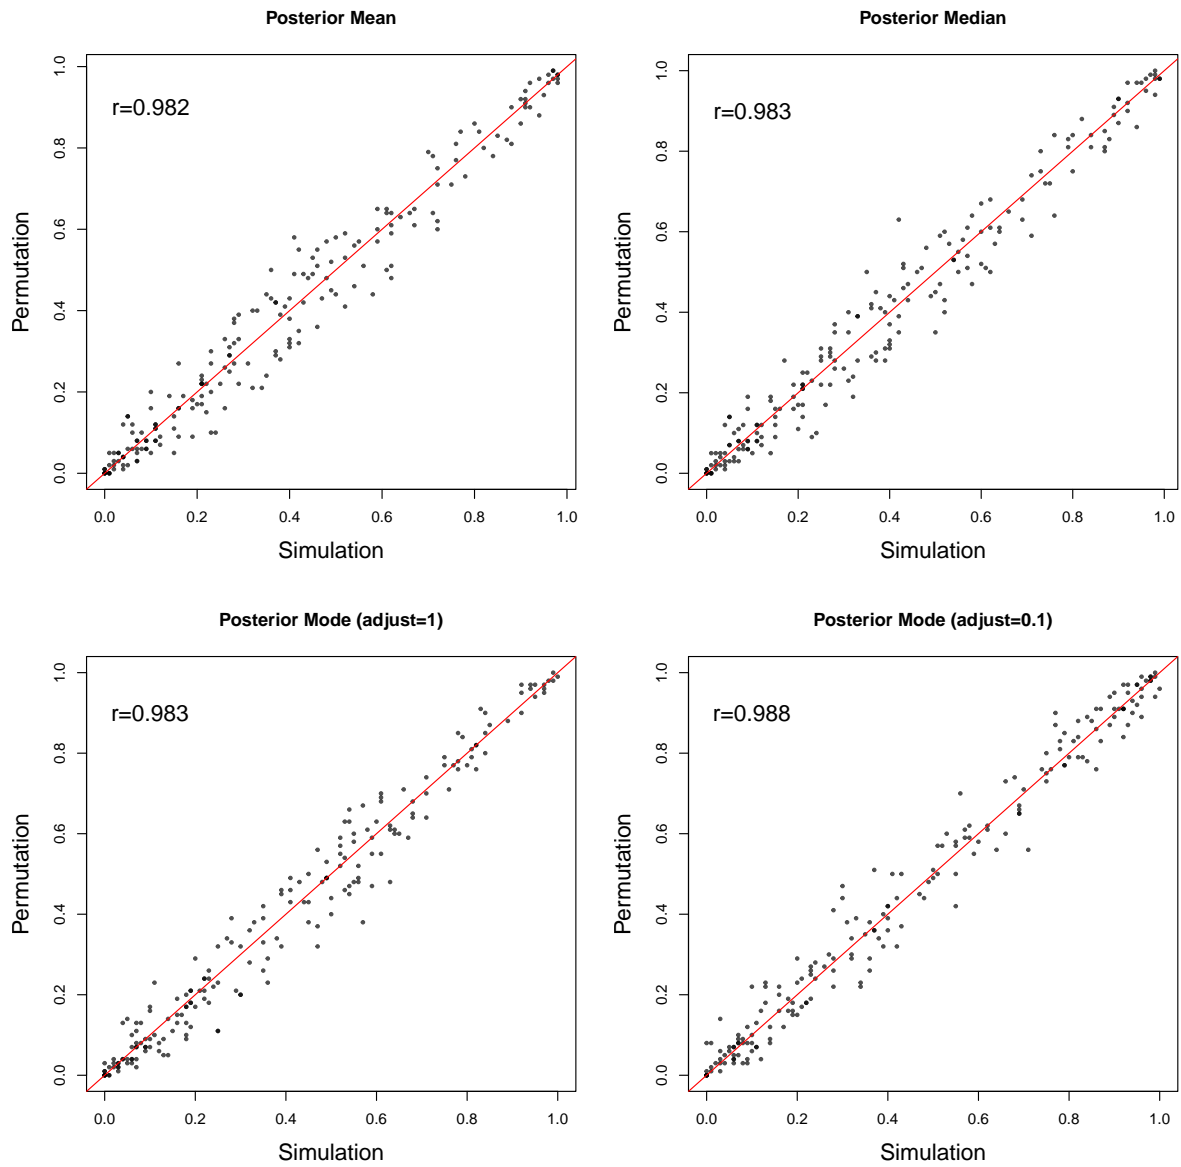 Posterior Mean
r=0.982
Permutation
0.0 0.2 0.4 0.6 0.8 1.0
0.0 0.2 0.4 0.6 0.8 1.0
Simulation
Posterior Median
r=0.983
Permutation
0.0 0.2 0.4 0.6 0.8 1.0
0.0 0.2 0.4 0.6 0.8 1.0
Simulation
Posterior Mode (adjust=1)
r=0.983
Permutation
0.0 0.2 0.4 0.6 0.8 1.0
0.0 0.2 0.4 0.6 0.8 1.0
Simulation
Posterior Mode (adjust=0.1)
r=0.988
Permutation
0.0 0.2 0.4 0.6 0.8 1.0
0.0 0.2 0.4 0.6 0.8 1.0
Simulation